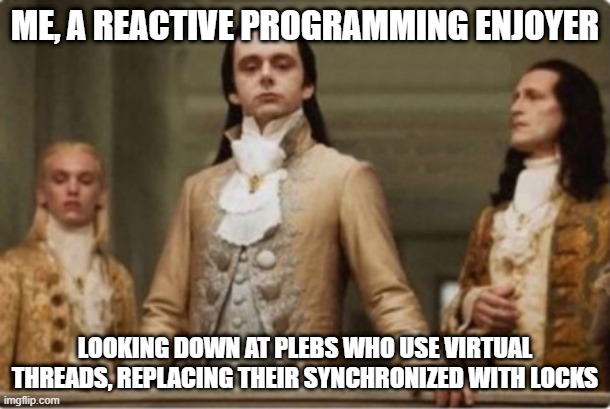 ME, A REACTIVE PROGRAMMING ENJOYER
LOOKING DOWN AT PLEBS WHO USE VIRTUAL
THREADS, REPLACING THEIR SYNCHRONIZED WITH LOCKS
imgflip.com